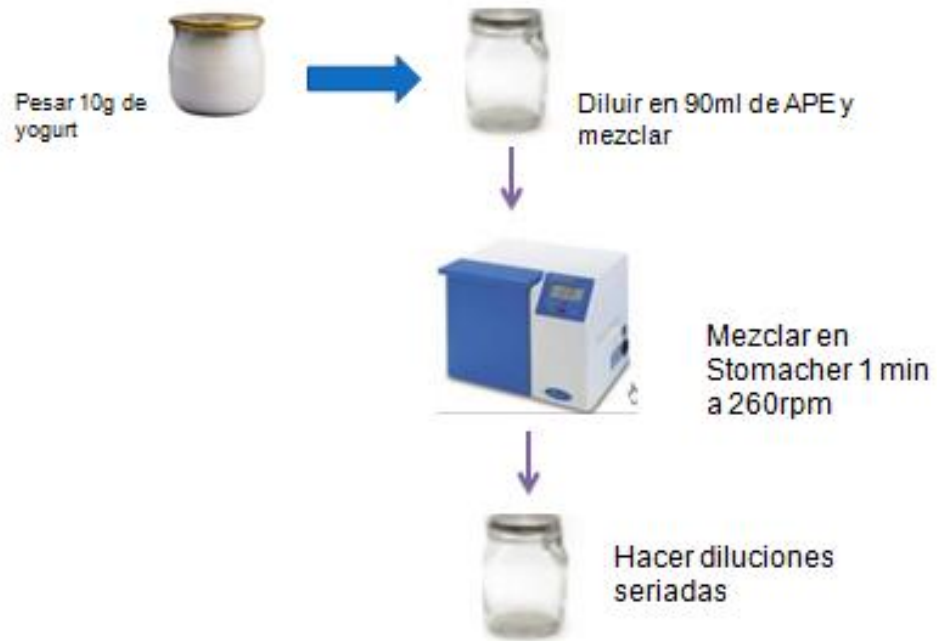 Pesar 10g de
yogurt
Diluir en 90ml de APE y
mezclar
Mezclar en
Stomacher 1 min
a 260rpm
Hacer diluciones
seriadas